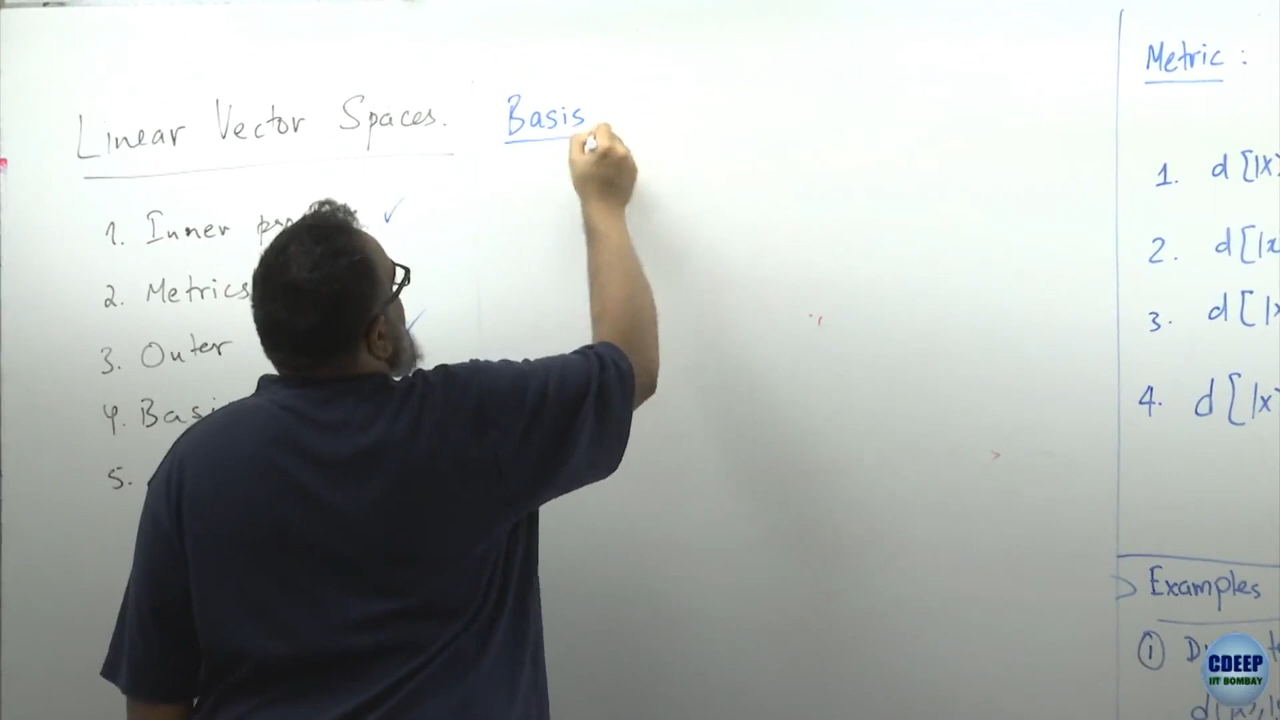 Linear Vector Spaces. Basis
1. Inner
2. Metrics
3. Outer
4. Basi
5.
Metric :
1. d[|x⟩
2. d[|x
3. d[|x
4. d[|x⟩
Examples
①
CDEEP
IIT BOMBAY